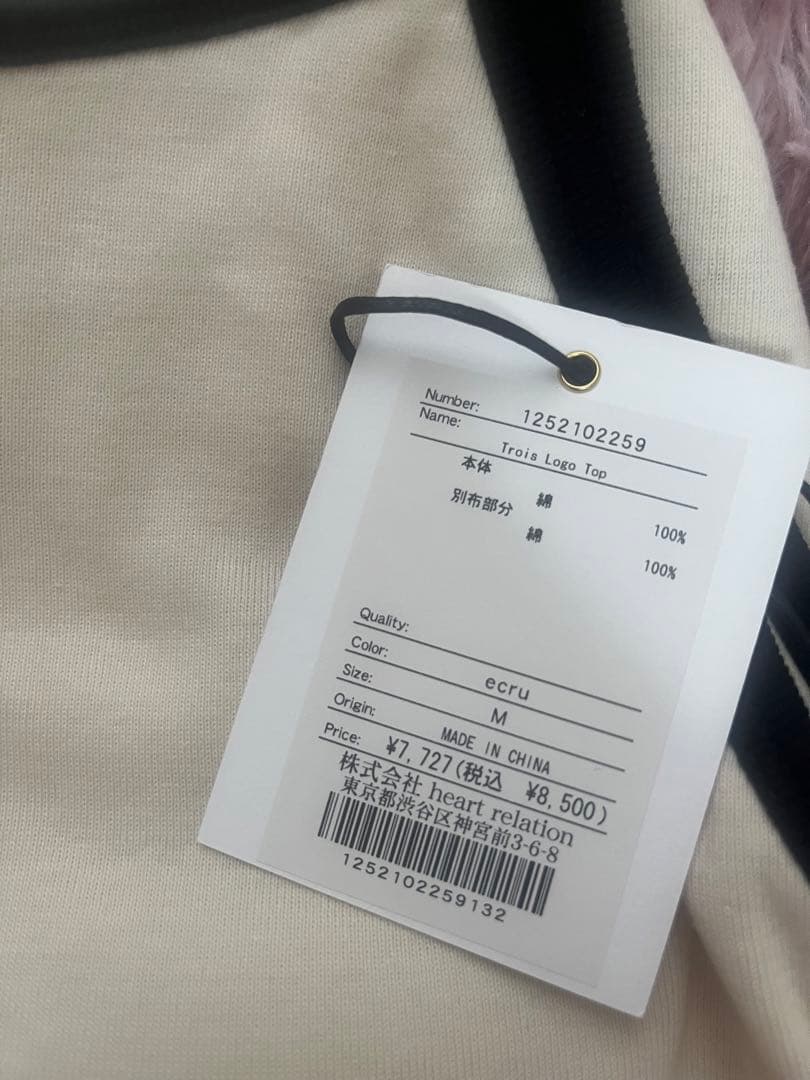 Number: 1252102259
Name: Trois Logo Top
本体 綿 100%
別布部分 綿 100%
Quality:
Color: ecru
Size: M
Origin: MADE IN CHINA
Price: ¥7,727(税込 ¥8,500)
株式会社 heart relation
東京都渋谷区神宮前3-6-8
1252102259132